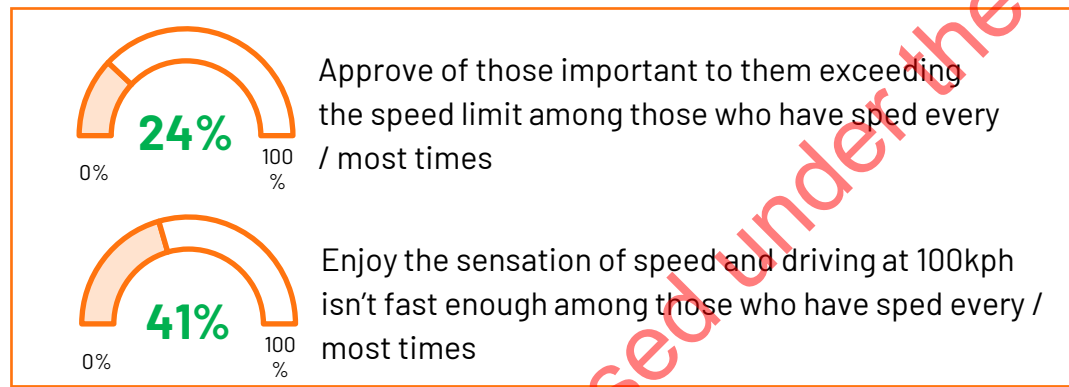 Approve of those important to them exceeding
the speed limit among those who have sped every
/ most times
24%
0%
100
%
Enjoy the sensation of speed and driving at 100kph
isn’t fast enough among those who have sped every /
most times
41%
0%
100
%
sed under the